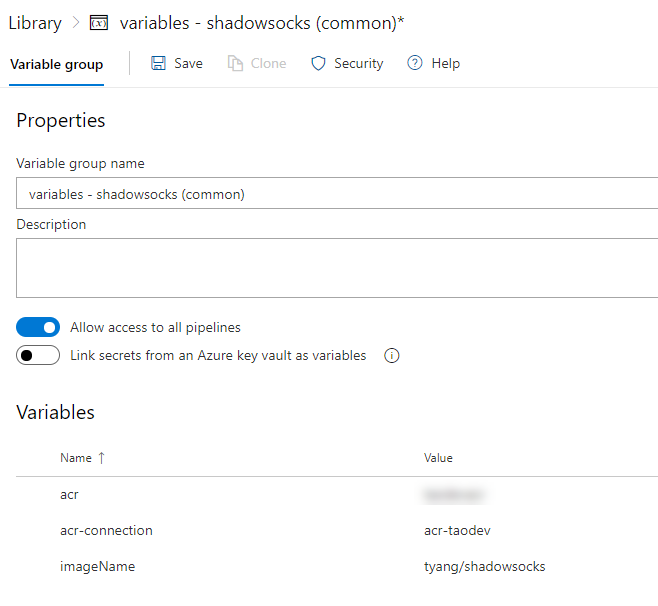 Library > (x) variables - shadowsocks (common)*
Variable group Save Clone Security ? Help
Properties
Variable group name
variables - shadowsocks (common)
Description
Allow access to all pipelines
Link secrets from an Azure key vault as variables i
Variables
Name ↑ Value
acr
acr-connection acr-taodev
imageName tyang/shadowsocks